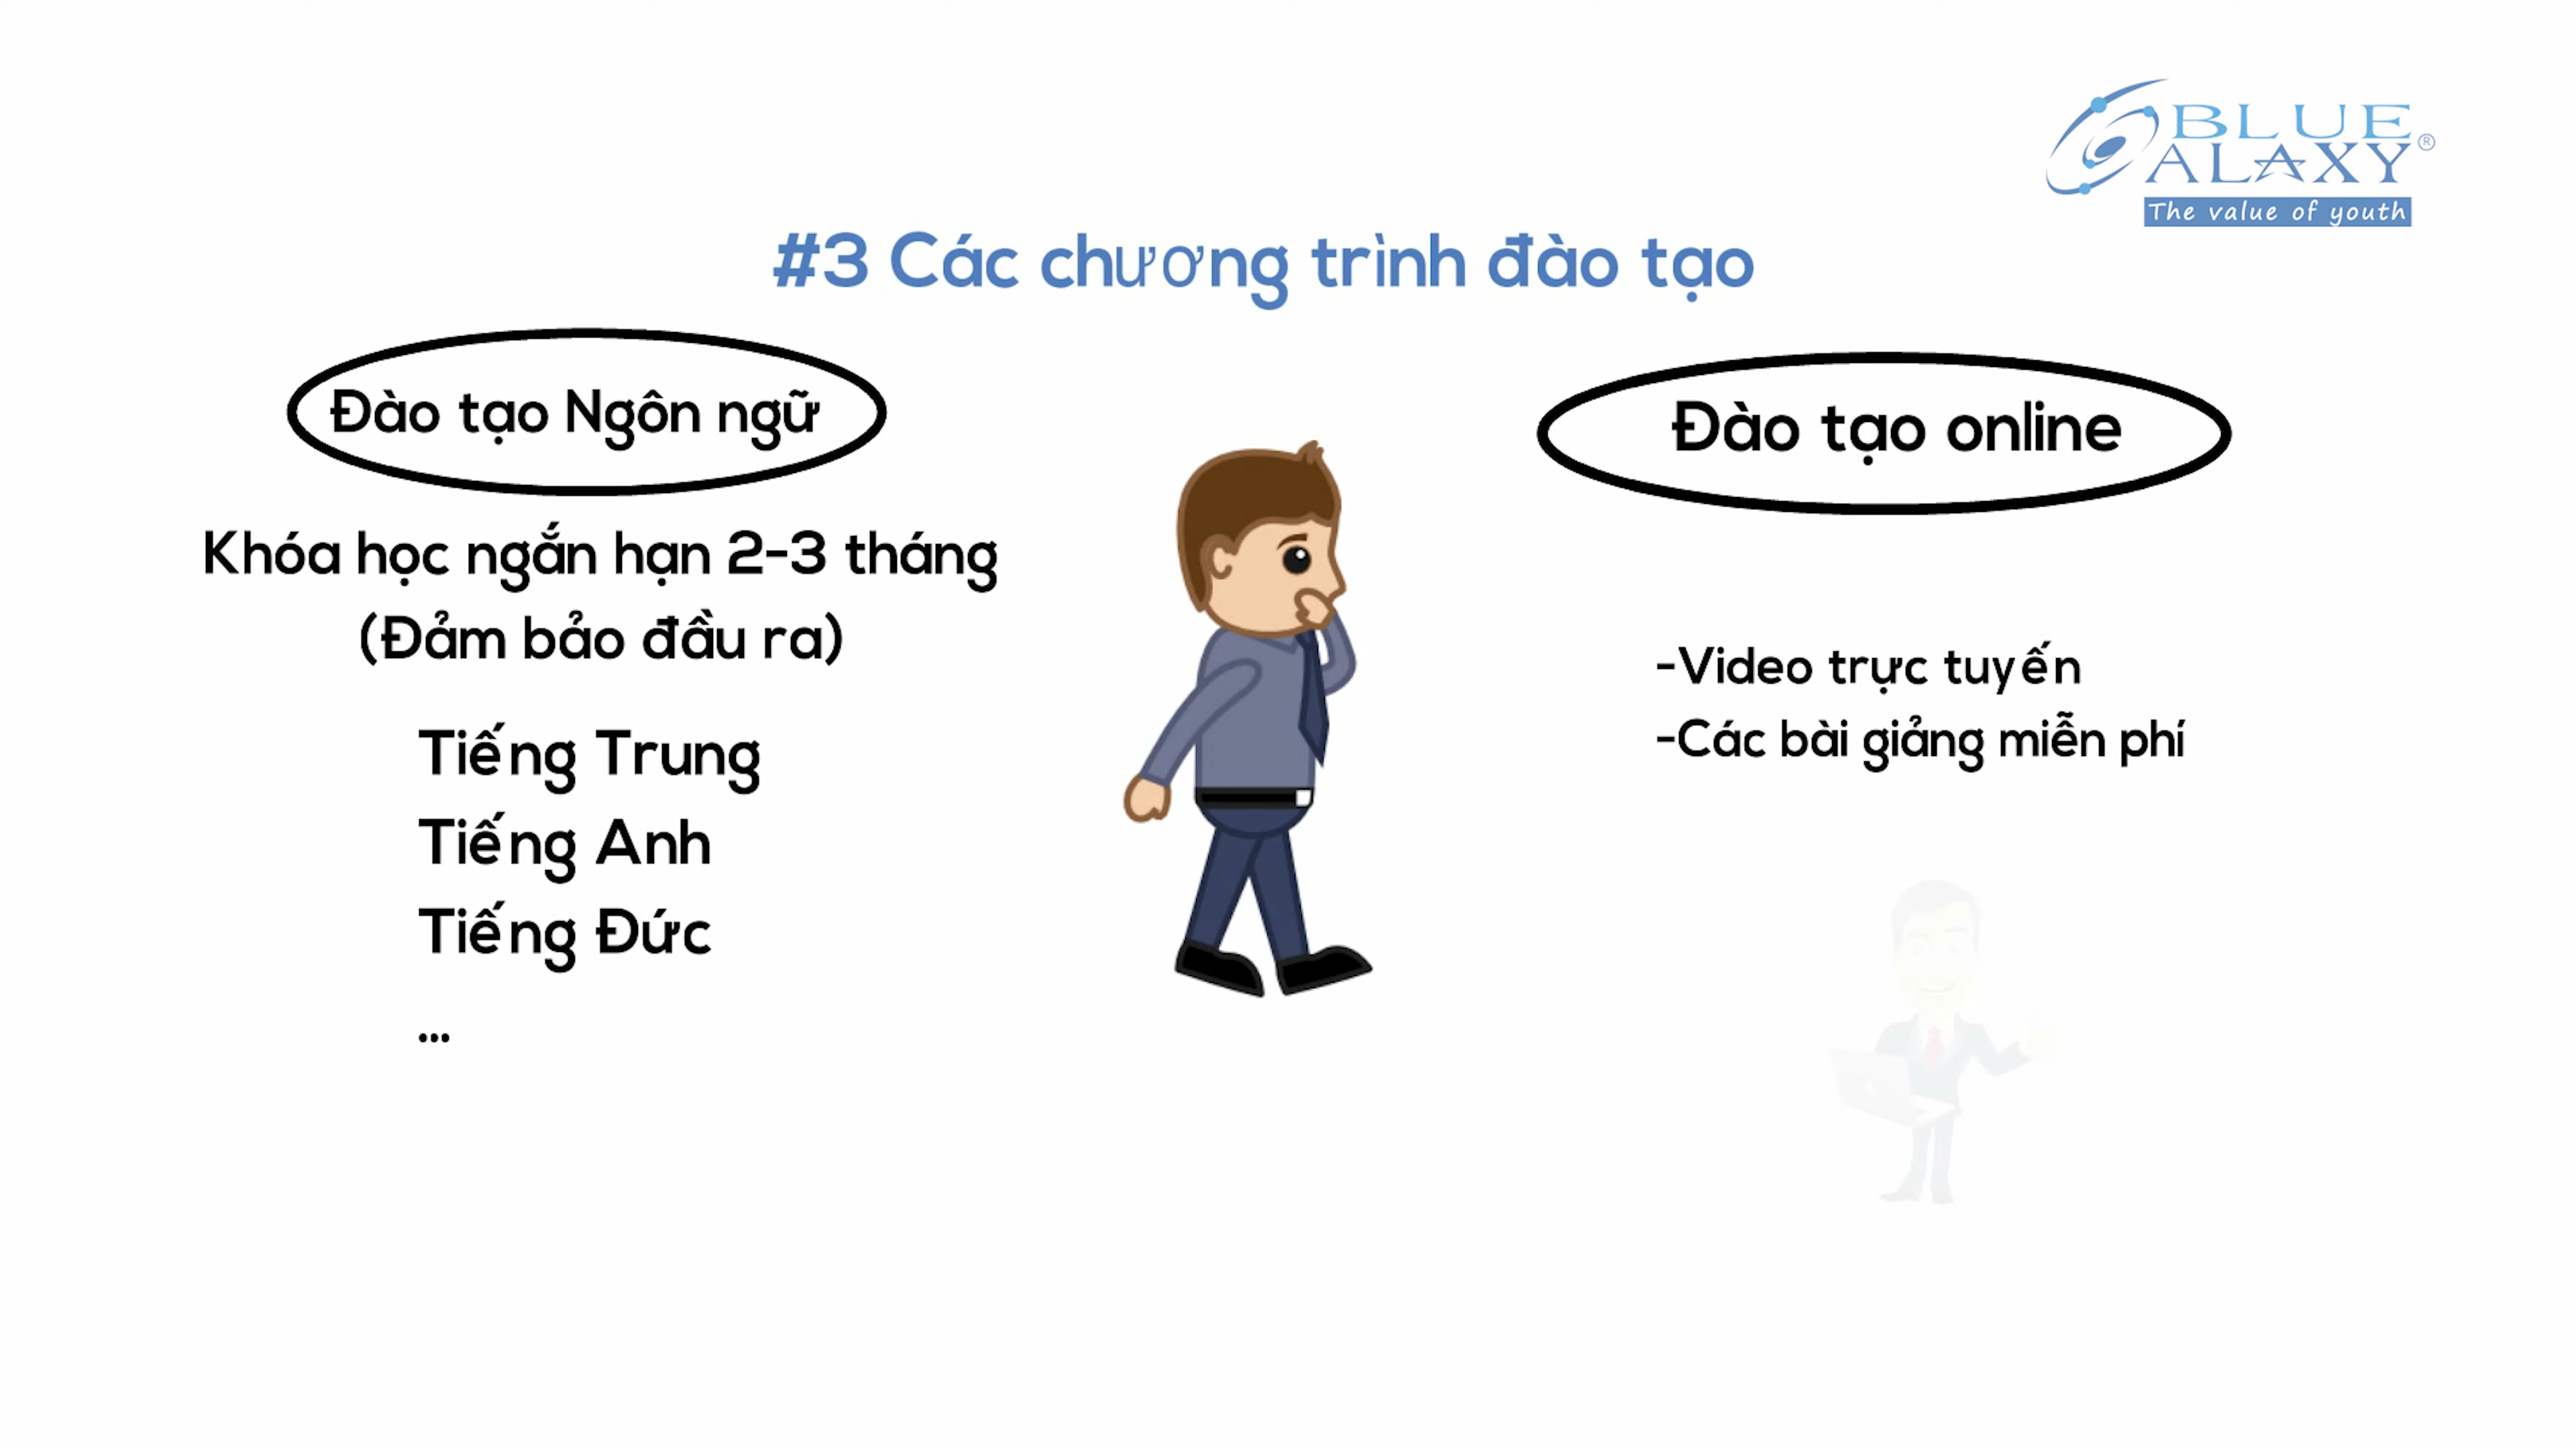 BLUE
GALAXY®
The value of youth
#3 Các chương trình đào tạo
Đào tạo Ngôn ngữ
Khóa học ngắn hạn 2-3 tháng
(Đảm bảo đầu ra)
Tiếng Trung
Tiếng Anh
Tiếng Đức
...
Đào tạo online
-Video trực tuyến
-Các bài giảng miễn phí